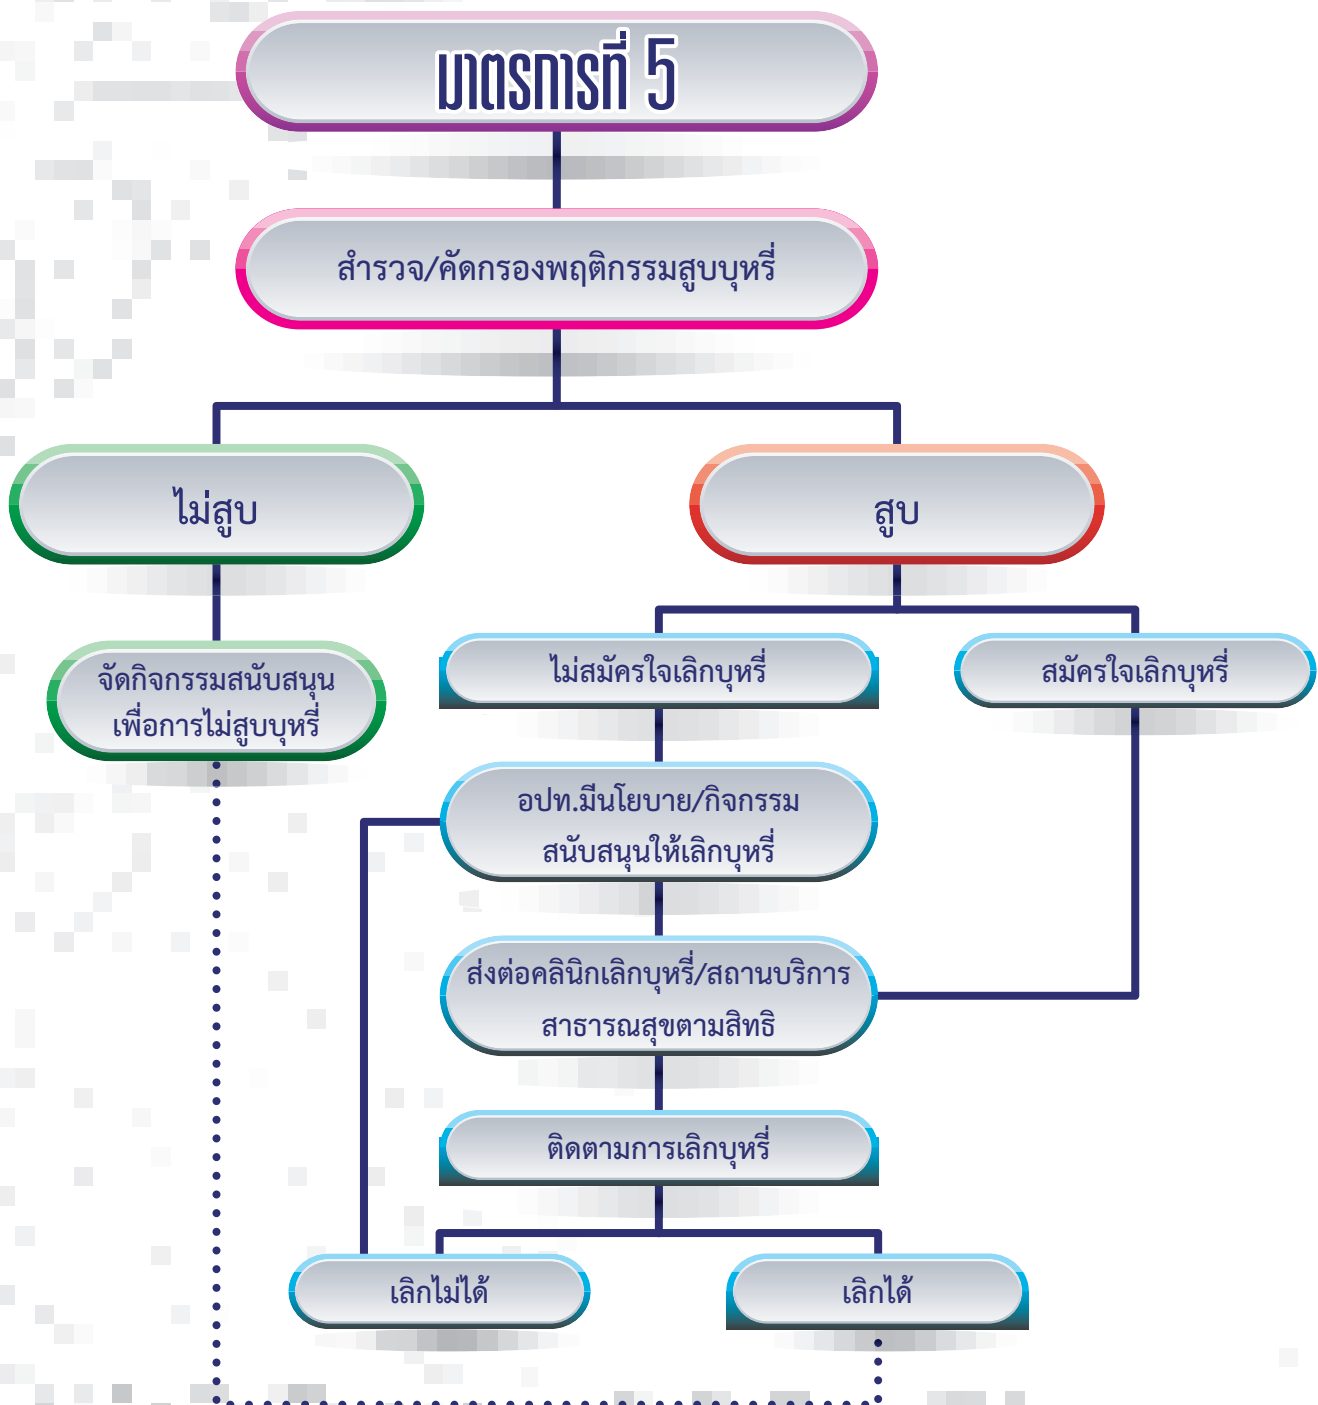 มาตรการที่ 5
สำรวจ/คัดกรองพฤติกรรมสูบบุหรี่
ไม่สูบ
สูบ
จัดกิจกรรมสนับสนุน
เพื่อการไม่สูบบุหรี่
ไม่สมัครใจเลิกบุหรี่
สมัครใจเลิกบุหรี่
อปท.มีนโยบาย/กิจกรรม
สนับสนุนให้เลิกบุหรี่
ส่งต่อคลินิกเลิกบุหรี่/สถานบริการ
สาธารณสุขตามสิทธิ
ติดตามการเลิกบุหรี่
เลิกไม่ได้
เลิกได้